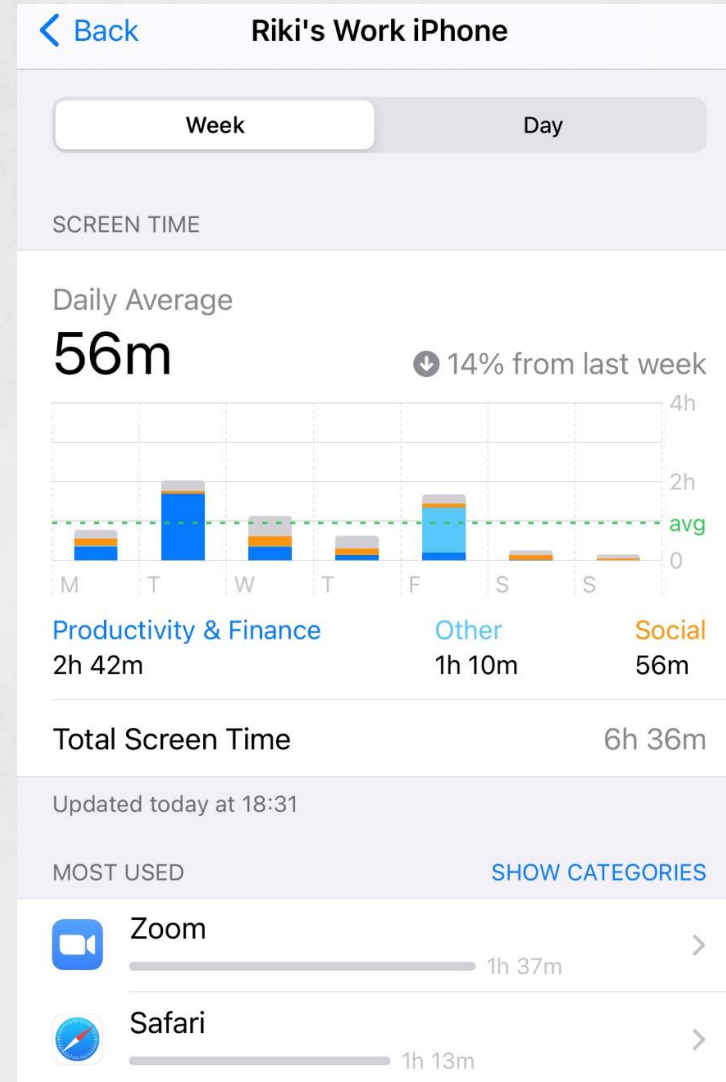 Back Riki's Work iPhone
Week Day
SCREEN TIME
Daily Average
56m 14% from last week
4h
2h
avg
0
M T W T F S S
Productivity & Finance Other Social
2h 42m 1h 10m 56m
Total Screen Time 6h 36m
Updated today at 18:31
MOST USED SHOW CATEGORIES
Zoom
1h 37m
Safari
1h 13m